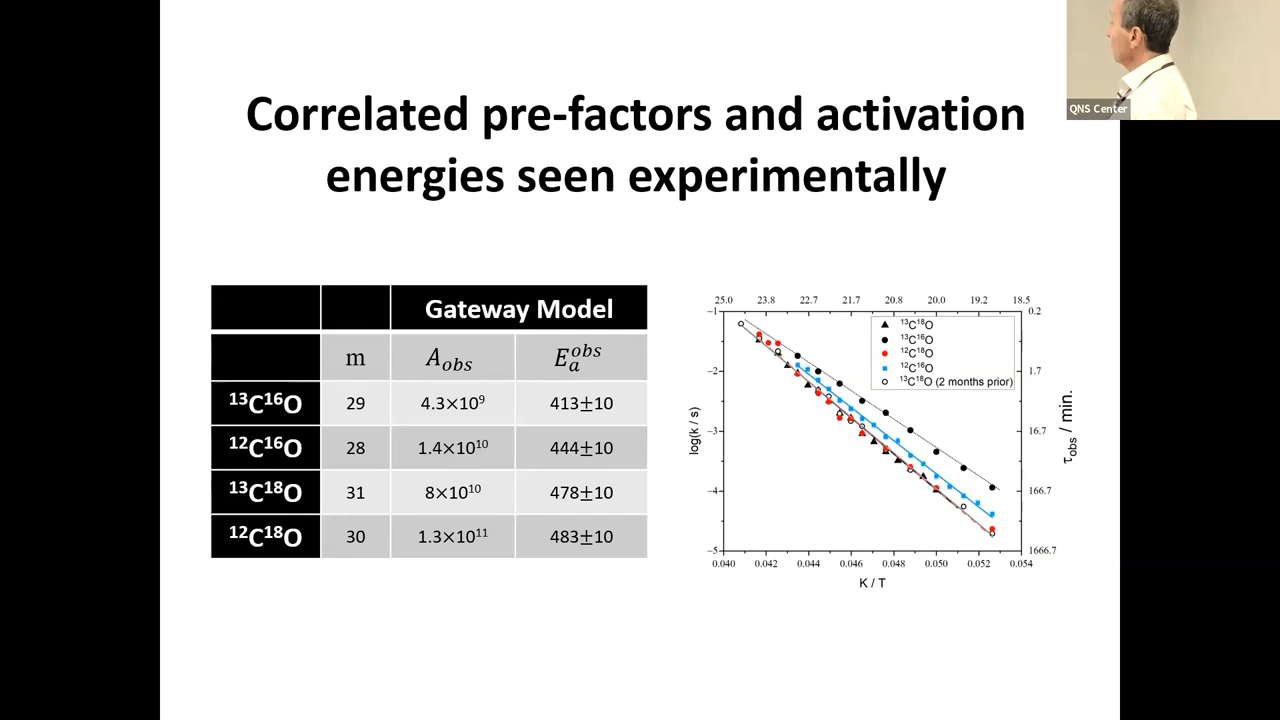 QNS Center
Correlated pre-factors and activation
energies seen experimentally
Gateway Model
m A_obs E_a^obs
¹³C¹⁶O 29 4.3×10⁹ 413±10
¹²C¹⁶O 28 1.4×10¹⁰ 444±10
¹³C¹⁸O 31 8×10¹⁰ 478±10
¹²C¹⁸O 30 1.3×10¹¹ 483±10
25.0 23.8 22.7 21.7 20.8 20.0 19.2 18.5
¹³C¹⁸O
¹³C¹⁶O
¹²C¹⁸O
¹²C¹⁶O
¹³C¹⁸O (2 months prior)
−1
−2
−3
−4
−5
log(k / s)
0.2
1.7
16.7
166.7
1666.7
τ_obs / min.
0.040 0.042 0.044 0.046 0.048 0.050 0.052 0.054
K / T